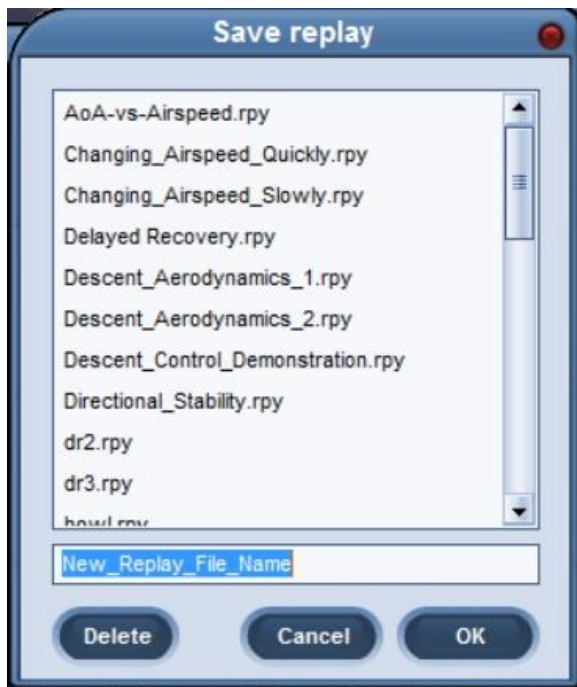 Save replay
AoA-vs-Airspeed.rpy
Changing_Airspeed_Quickly.rpy
Changing_Airspeed_Slowly.rpy
Delayed Recovery.rpy
Descent_Aerodynamics_1.rpy
Descent_Aerodynamics_2.rpy
Descent_Control_Demonstration.rpy
Directional_Stability.rpy
dr2.rpy
dr3.rpy
New_Replay_File_Name
Delete Cancel OK